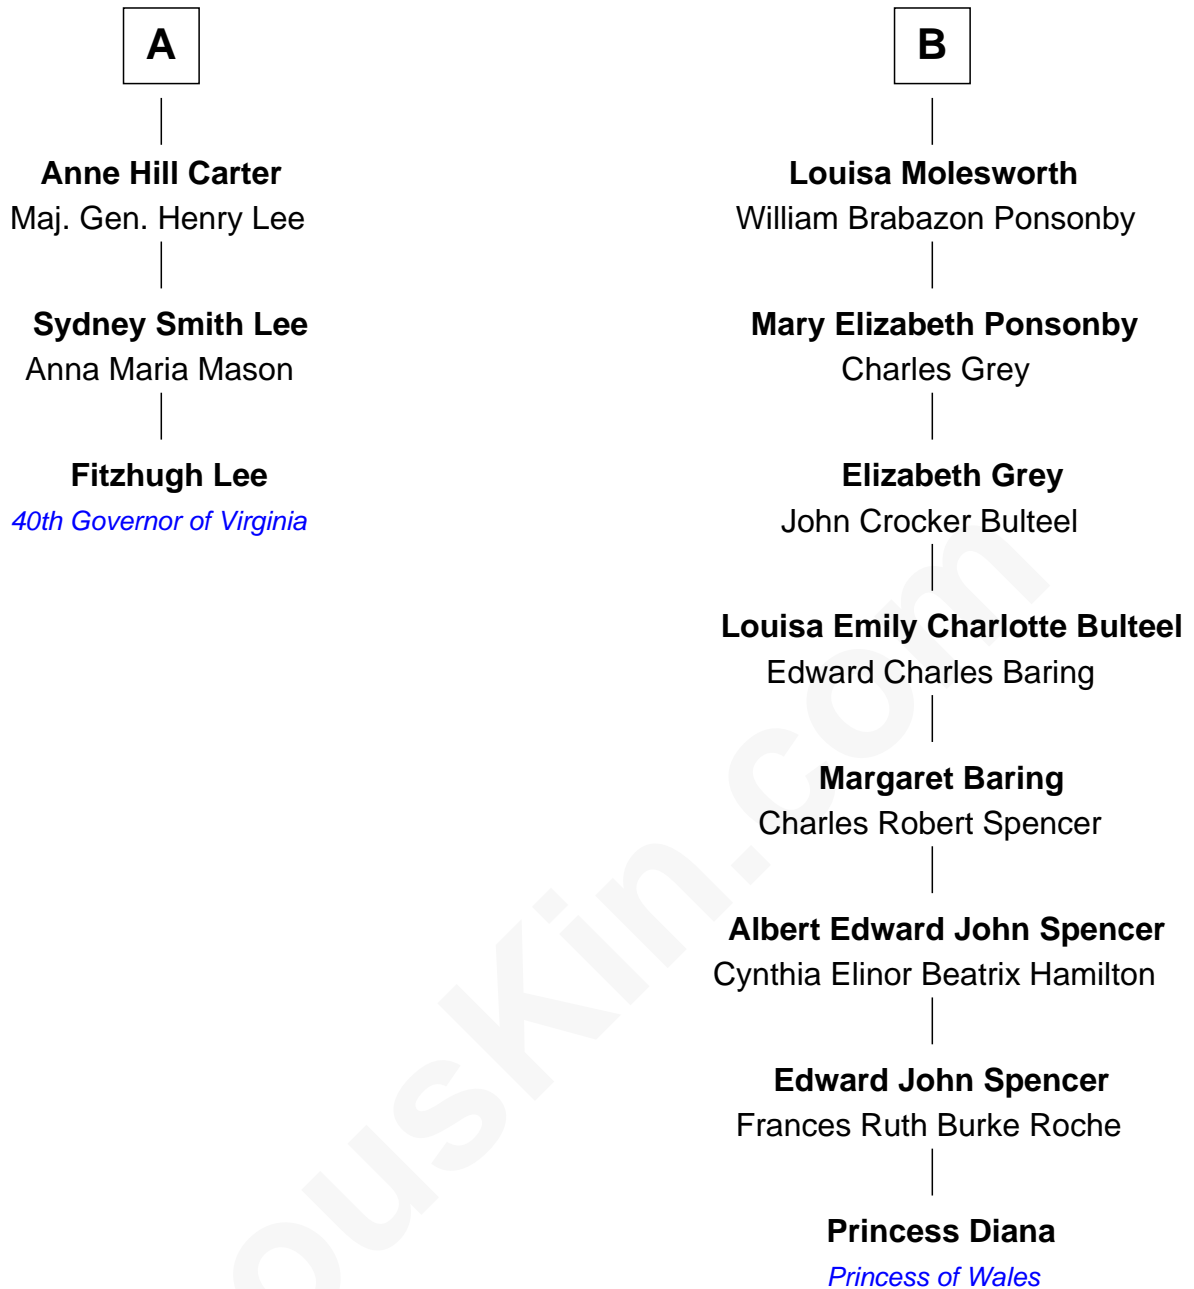 A
Anne Hill Carter
Maj. Gen. Henry Lee
Sydney Smith Lee
Anna Maria Mason
Fitzhugh Lee
40th Governor of Virginia
B
Louisa Molesworth
William Brabazon Ponsonby
Mary Elizabeth Ponsonby
Charles Grey
Elizabeth Grey
John Crocker Bulteel
Louisa Emily Charlotte Bulteel
Edward Charles Baring
Margaret Baring
Charles Robert Spencer
Albert Edward John Spencer
Cynthia Elinor Beatrix Hamilton
Edward John Spencer
Frances Ruth Burke Roche
Princess Diana
Princess of Wales
ousKin.com